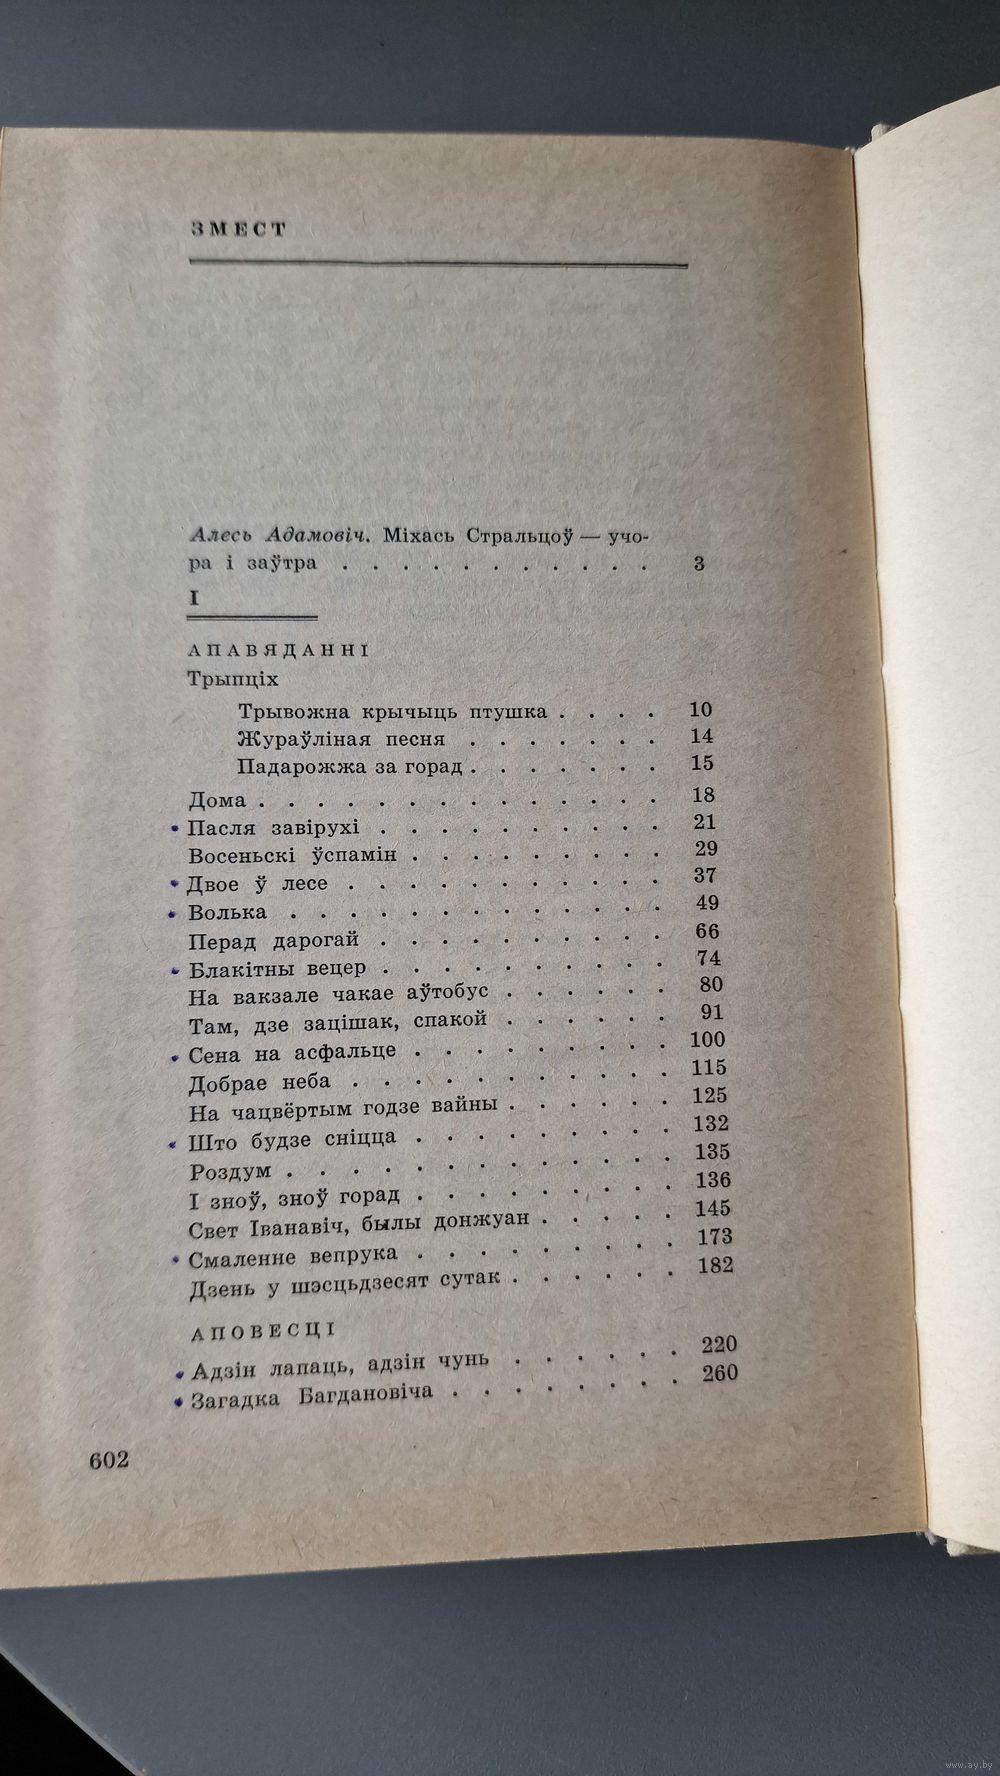 ЗМЕСТ
Алесь Адамовіч. Міхась Стральцоў — учо-
ра і заўтра . . . . . . . . . . . 3
I
АПАВЯДАННІ
Трыпціх
Трывожна крычыць птушка . . . . 10
Жураўліная песня . . . . . . . 14
Падарожжа за горад . . . . . . . 15
Дома . . . . . . . . . . . . . . 18
Пасля завірухі . . . . . . . . . . 21
Восеньскі ўспамін . . . . . . . . . 29
Двое ў лесе . . . . . . . . . . . 37
Волька . . . . . . . . . . . . . 49
Перад дарогай . . . . . . . . . . 66
Блакітны вецер . . . . . . . . . . 74
На вакзале чакае аўтобус . . . . . . 80
Там, дзе зацішак, спакой . . . . . . 91
Сена на асфальце . . . . . . . . . 100
Добрае неба . . . . . . . . . . . 115
На чацвёртым годзе вайны . . . . . . 125
Што будзе сніцца . . . . . . . . . 132
Роздум . . . . . . . . . . . . . 135
І зноў, зноў горад . . . . . . . . . 136
Свет Іванавіч, былы донжуан . . . . . 145
Смаленне вепрука . . . . . . . . . 173
Дзень у шэсцьдзесят сутак . . . . . . 182
АПОВЕСЦІ
Адзін лапаць, адзін чунь . . . . . . 220
Загадка Багдановіча . . . . . . . . 260
602
www.ay.by